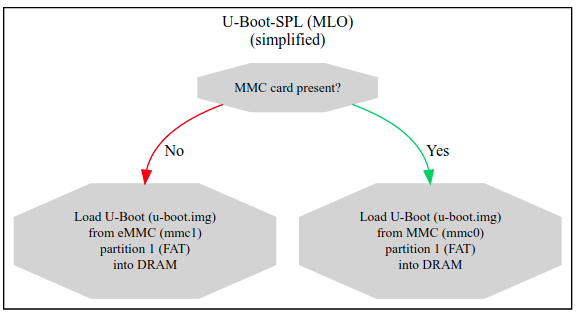 U-Boot-SPL (MLO)
(simplified)
MMC card present?
No
Yes
Load U-Boot (u-boot.img)
from eMMC (mmc1)
partition 1 (FAT)
into DRAM
Load U-Boot (u-boot.img)
from MMC (mmc0)
partition 1 (FAT)
into DRAM